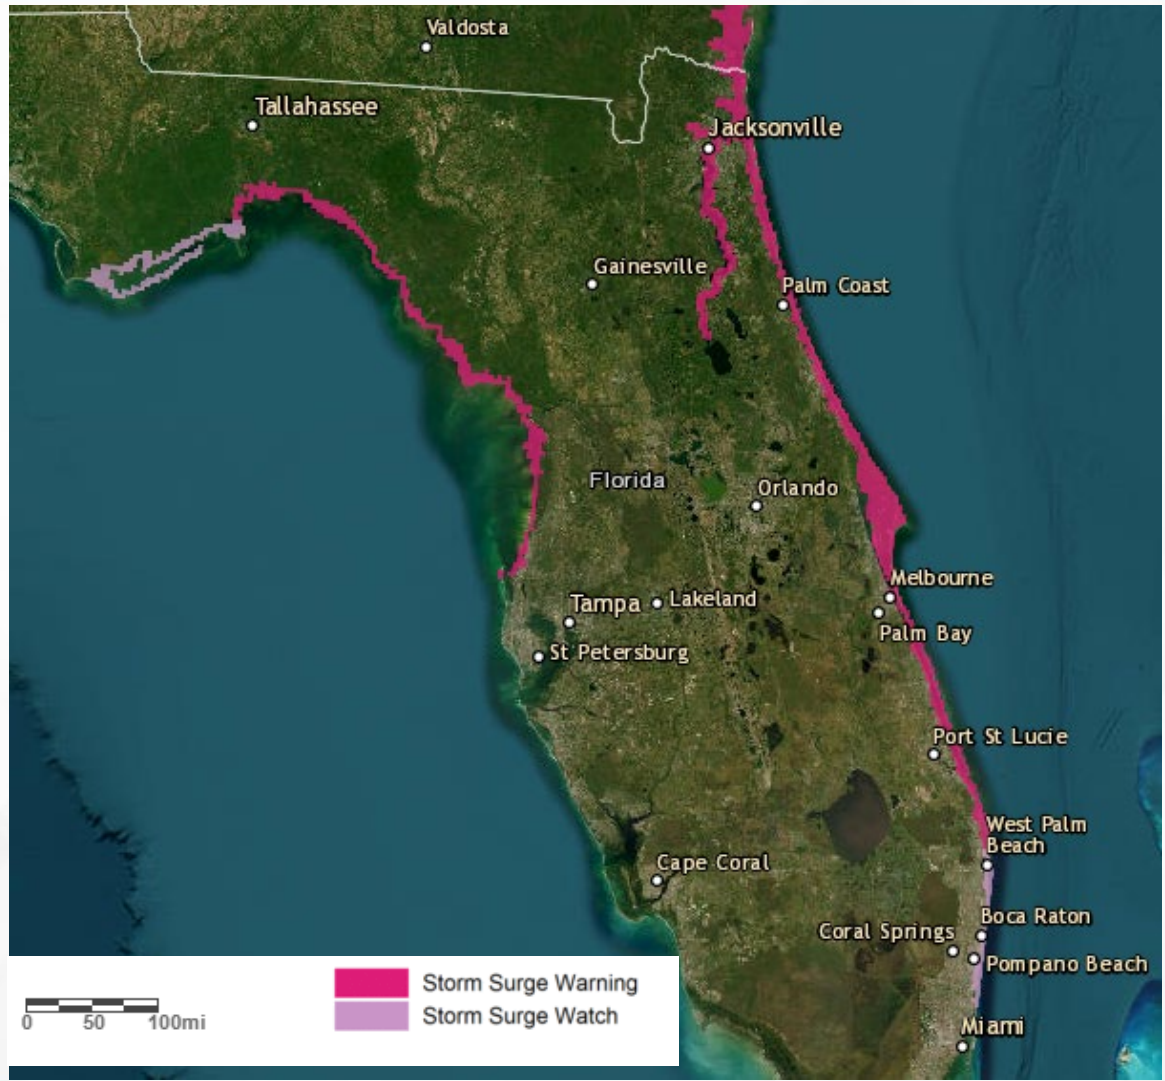 Valdosta
Tallahassee
Jacksonville
Gainesville
Palm Coast
Florida
Orlando
Melbourne
Tampa
Lakeland
Palm Bay
St Petersburg
Port St Lucie
West Palm
Beach
Cape Coral
Boca Raton
Coral Springs
Pompano Beach
Storm Surge Warning
Storm Surge Watch
0 50 100mi
Miami